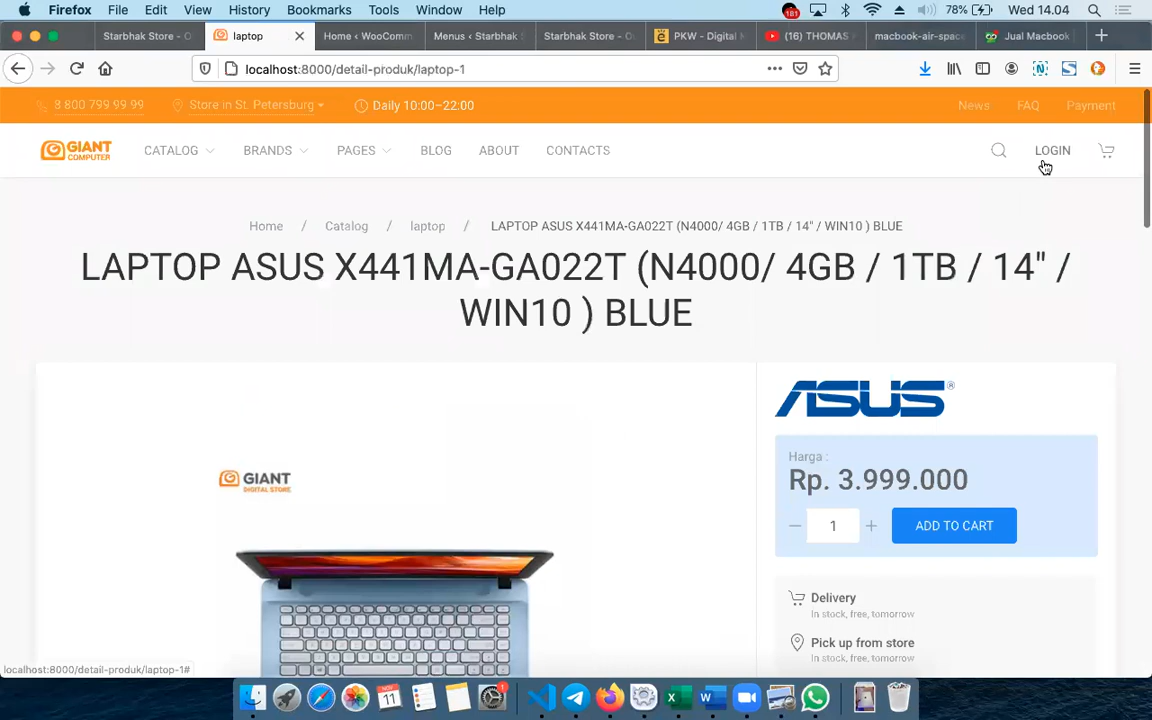 Firefox File Edit View History Bookmarks Tools Window Help 181 78% Wed 14.04
Starbhak Store - O laptop Home ‹ WooComm Menus ‹ Starbhak Starbhak Store - O PKW - Digital M (16) THOMAS macbook-air-spac Jual Macbook
localhost:8000/detail-produk/laptop-1
8 800 799 99 99 Store in St. Petersburg Daily 10:00–22:00 News FAQ Payment
GIANT COMPUTER CATALOG BRANDS PAGES BLOG ABOUT CONTACTS LOGIN
Home / Catalog / laptop / LAPTOP ASUS X441MA-GA022T (N4000/ 4GB / 1TB / 14" / WIN10 ) BLUE
LAPTOP ASUS X441MA-GA022T (N4000/ 4GB / 1TB / 14" /
WIN10 ) BLUE
ASUS
Harga :
Rp. 3.999.000
GIANT
DIGITAL STORE
1 ADD TO CART
Delivery
In stock, free, tomorrow
Pick up from store
In stock, free, tomorrow
localhost:8000/detail-produk/laptop-1#
NOV 11 1